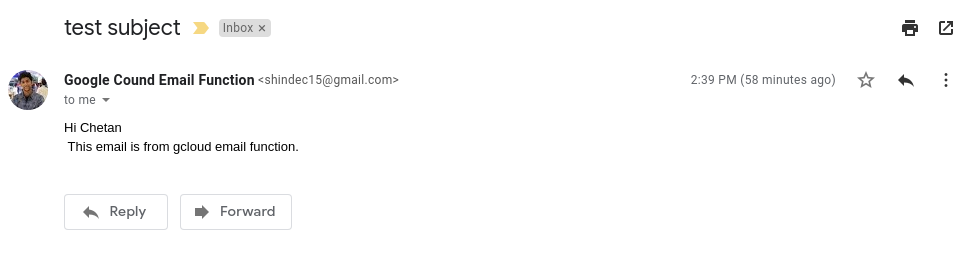 test subject Inbox ×
Google Cound Email Function <shindec15@gmail.com> 2:39 PM (58 minutes ago)
to me
Hi Chetan
This email is from gcloud email function.
Reply Forward